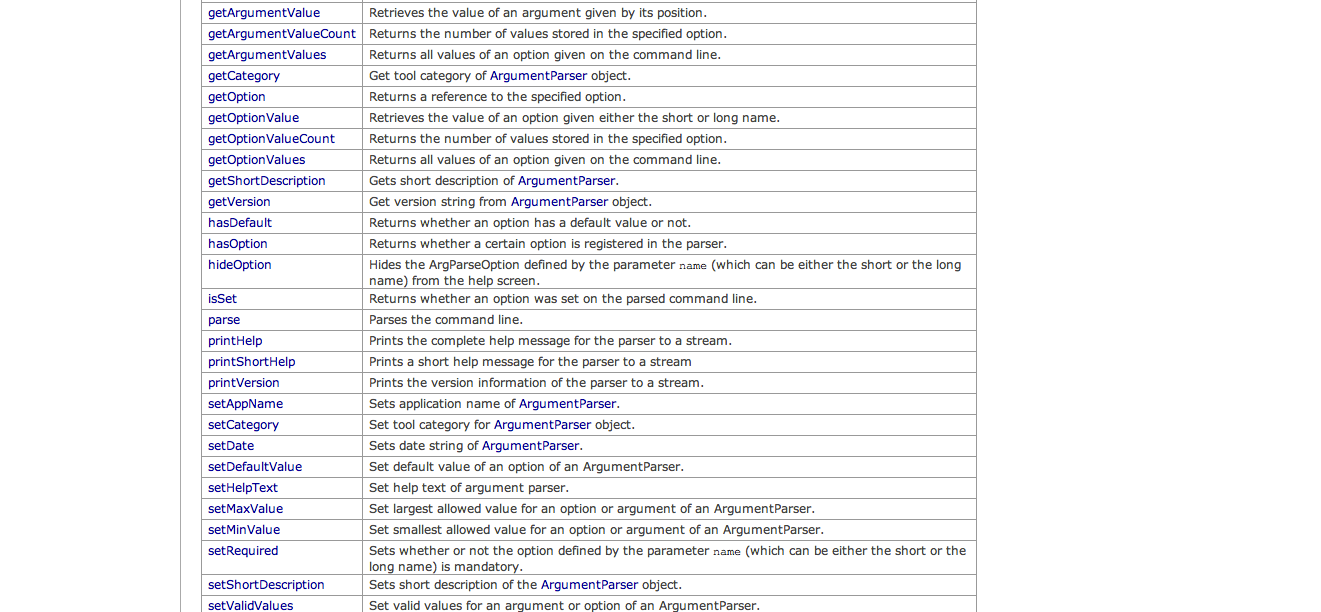 getArgumentValue Retrieves the value of an argument given by its position.
getArgumentValueCount Returns the number of values stored in the specified option.
getArgumentValues Returns all values of an option given on the command line.
getCategory Get tool category of ArgumentParser object.
getOption Returns a reference to the specified option.
getOptionValue Retrieves the value of an option given either the short or long name.
getOptionValueCount Returns the number of values stored in the specified option.
getOptionValues Returns all values of an option given on the command line.
getShortDescription Gets short description of ArgumentParser.
getVersion Get version string from ArgumentParser object.
hasDefault Returns whether an option has a default value or not.
hasOption Returns whether a certain option is registered in the parser.
hideOption Hides the ArgParseOption defined by the parameter name (which can be either the short or the long
name) from the help screen.
isSet Returns whether an option was set on the parsed command line.
parse Parses the command line.
printHelp Prints the complete help message for the parser to a stream.
printShortHelp Prints a short help message for the parser to a stream
printVersion Prints the version information of the parser to a stream.
setAppName Sets application name of ArgumentParser.
setCategory Set tool category for ArgumentParser object.
setDate Sets date string of ArgumentParser.
setDefaultValue Set default value of an option of an ArgumentParser.
setHelpText Set help text of argument parser.
setMaxValue Set largest allowed value for an option or argument of an ArgumentParser.
setMinValue Set smallest allowed value for an option or argument of an ArgumentParser.
setRequired Sets whether or not the option defined by the parameter name (which can be either the short or the
long name) is mandatory.
setShortDescription Sets short description of the ArgumentParser object.
setValidValues Set valid values for an argument or option of an ArgumentParser.